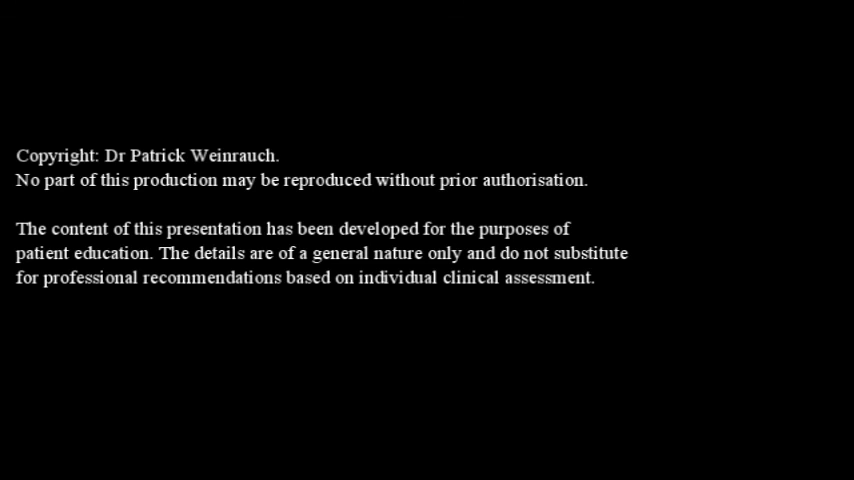 Copyright: Dr Patrick Weinrauch.
No part of this production may be reproduced without prior authorisation.
The content of this presentation has been developed for the purposes of
patient education. The details are of a general nature only and do not substitute
for professional recommendations based on individual clinical assessment.